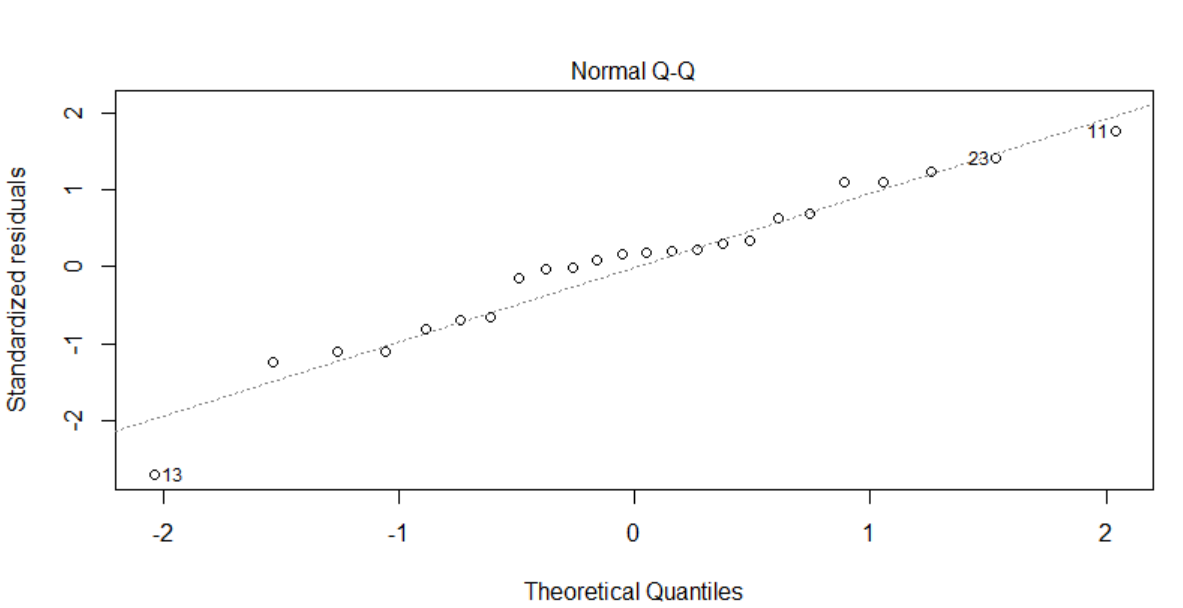 Normal Q-Q
Standardized residuals
2
1
0
-1
-2
11
23
13
-2 -1 0 1 2
Theoretical Quantiles